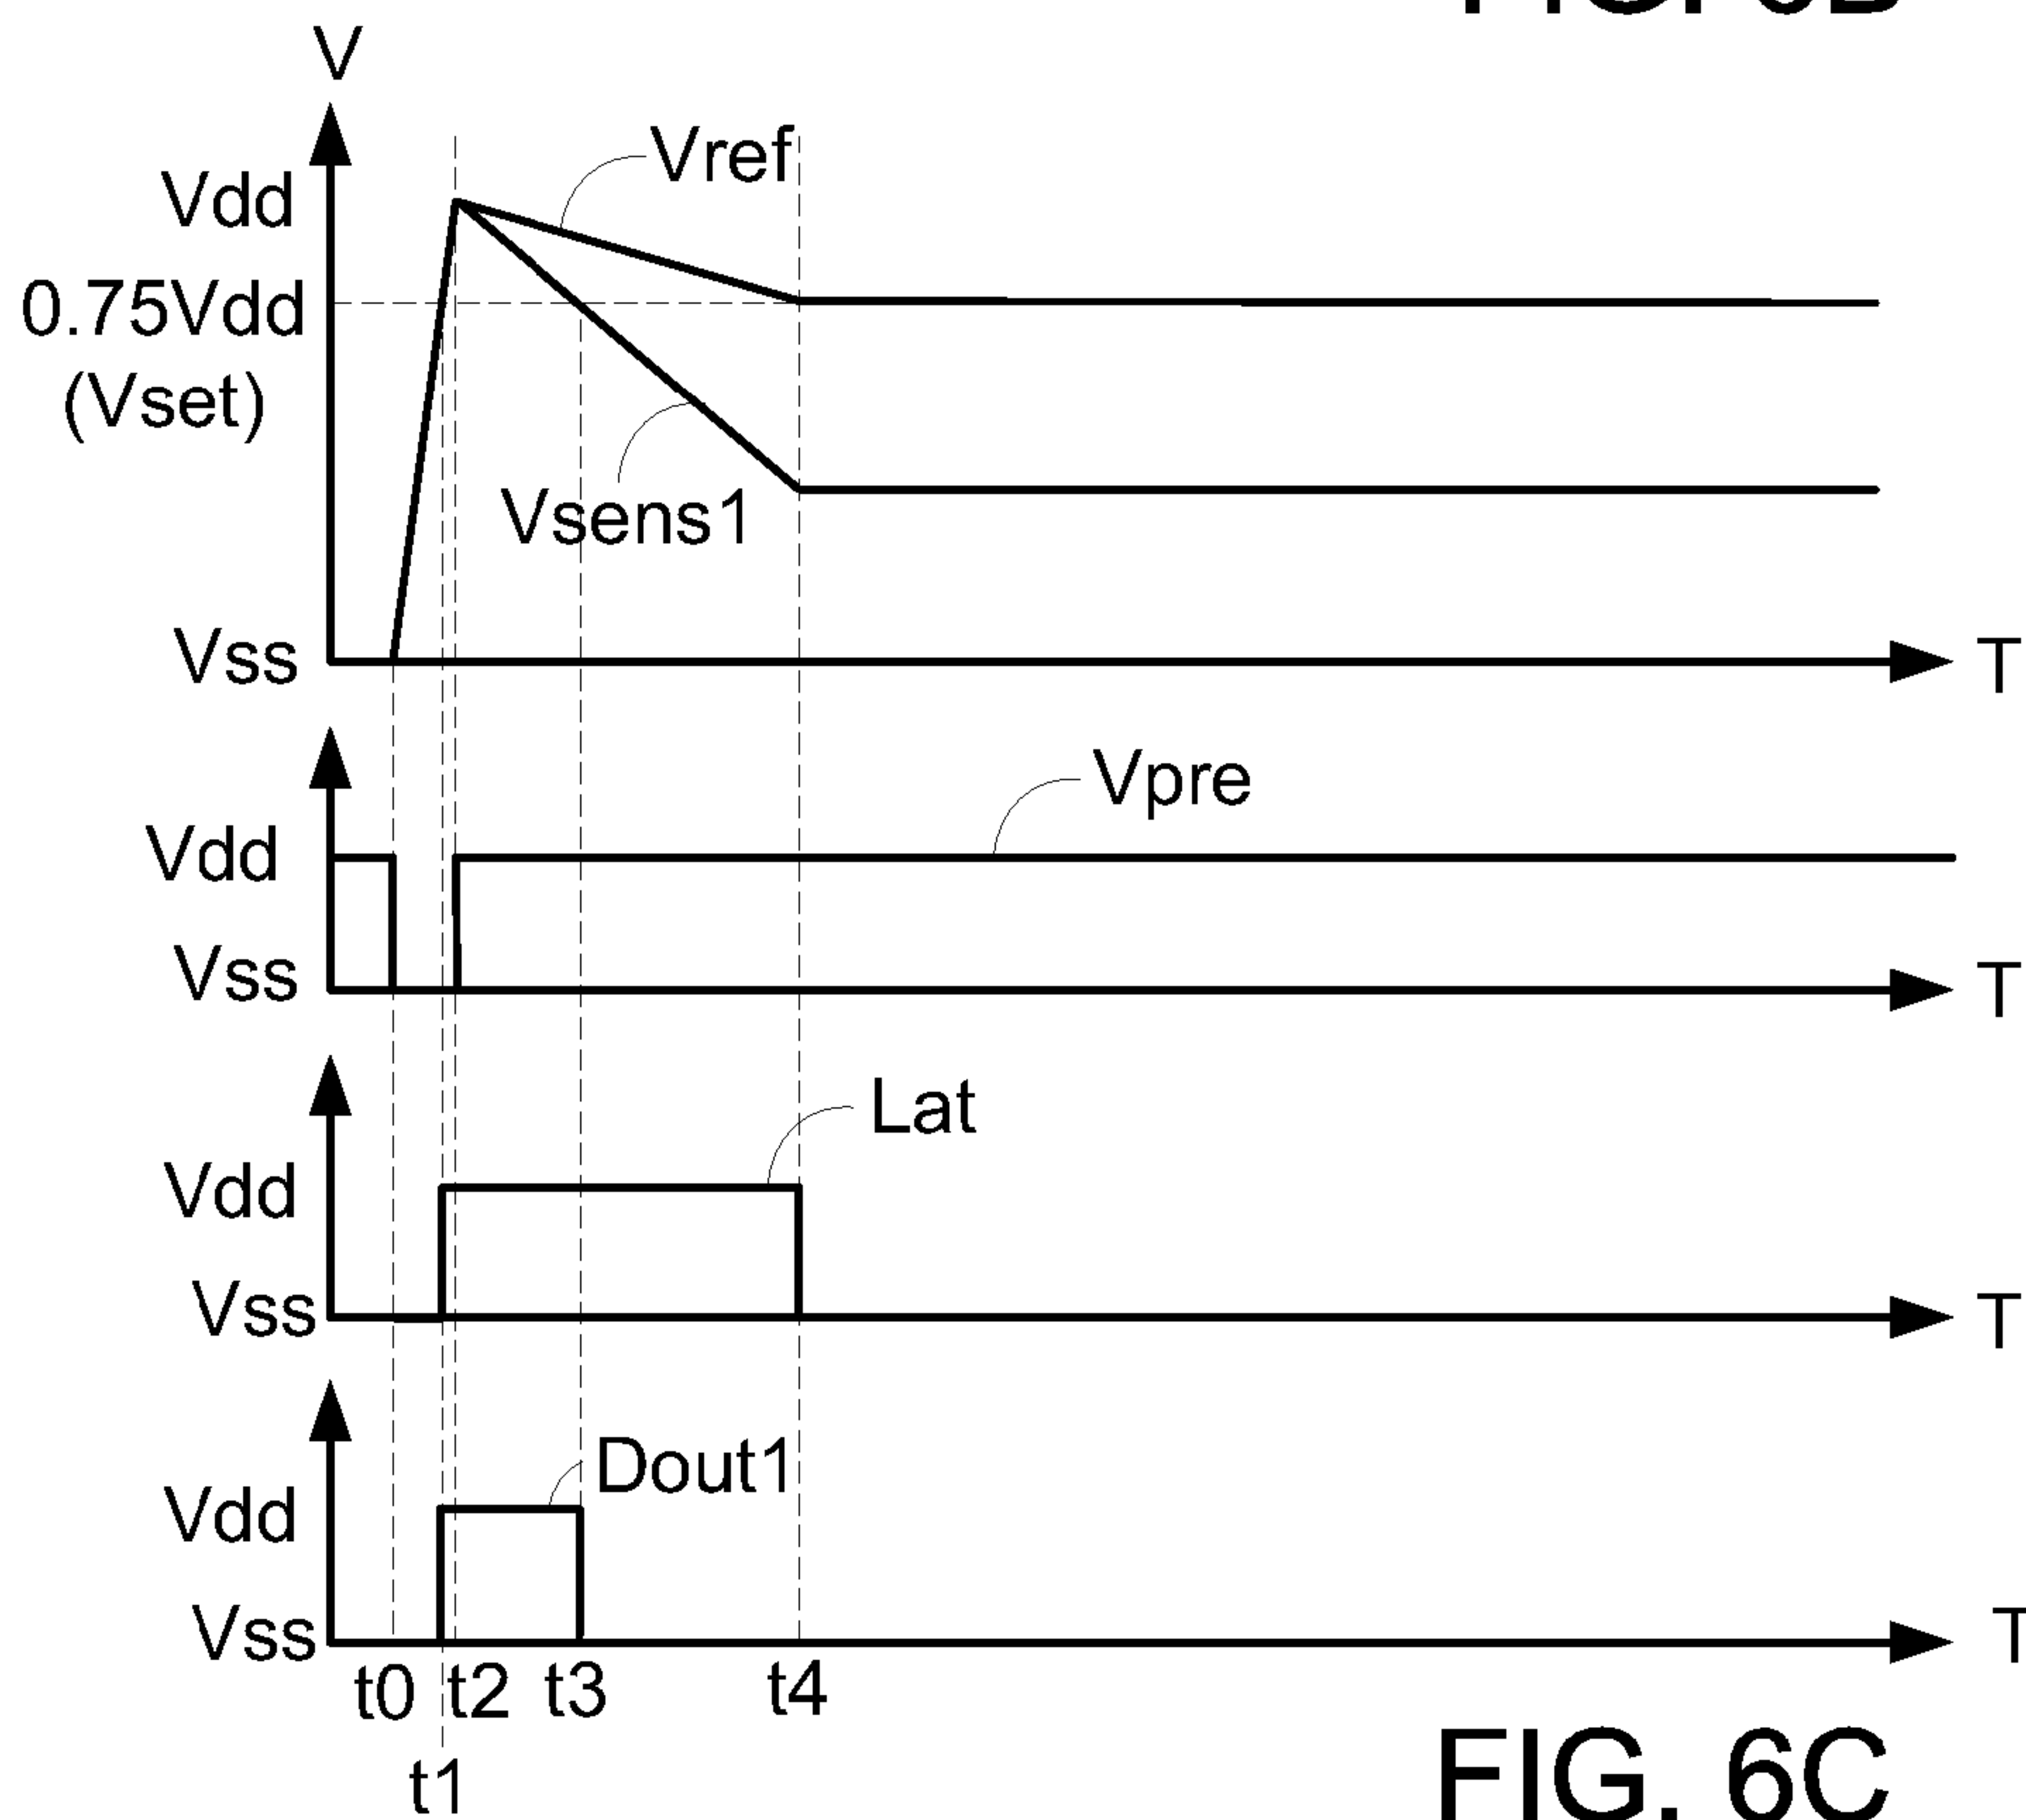 V
Vref
Vdd
0.75Vdd
(Vset)
Vsens1
Vss
T
Vpre
Vdd
Vss
T
Lat
Vdd
Vss
T
Dout1
Vdd
Vss
T
t0
t2
t3
t4
t1
FIG. 6C